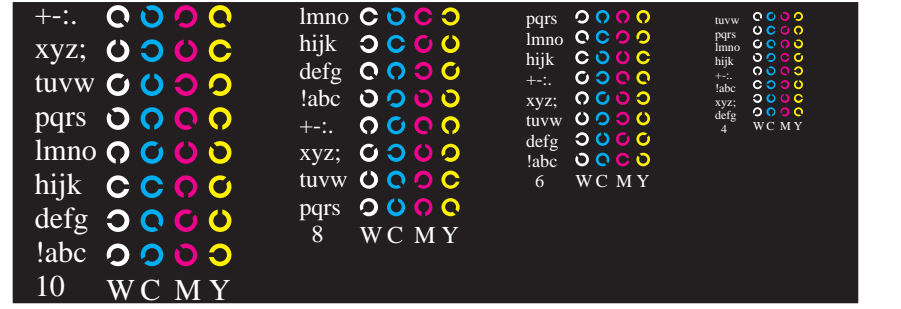 +-:.
xyz;
tuvw
pqrs
lmno
hijk
defg
!abc
10 W C M Y
lmno
hijk
defg
!abc
+-:.
xyz;
tuvw
pqrs
8 W C M Y
pqrs
lmno
hijk
+-:.
xyz;
tuvw
defg
!abc
6 W C M Y
tuvw
pqrs
lmno
hijk
+-:.
!abc
xyz;
defg
4 W C M Y